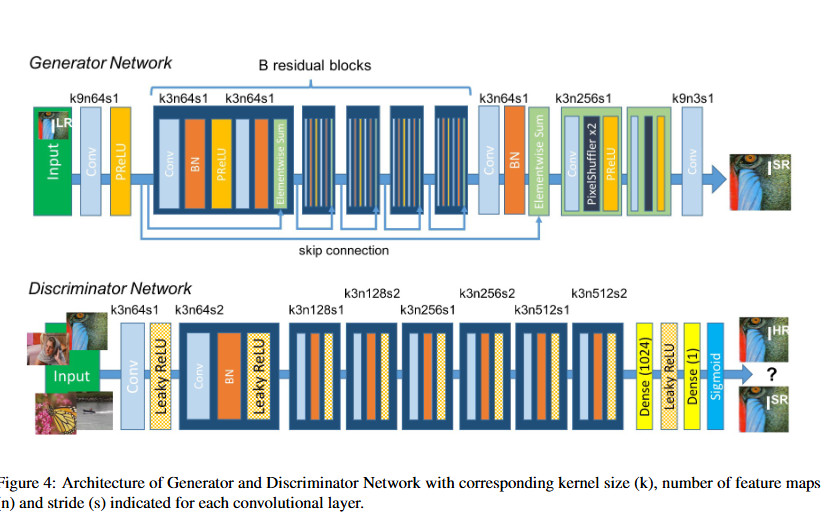 Generator Network
B residual blocks
k9n64s1 k3n64s1 k3n64s1 k3n64s1 k3n256s1 k9n3s1
I LR
Input
Conv
PReLU
Conv
BN
PReLU
Elementwise Sum
Conv
BN
Elementwise Sum
Conv
PixelShuffler x2
PReLU
Conv
I SR
skip connection
Discriminator Network
k3n128s2 k3n256s2 k3n512s2
k3n64s1 k3n64s2 k3n128s1 k3n256s1 k3n512s1
Input
Conv
Leaky ReLU
Conv
BN
Leaky ReLU
Dense (1024)
Leaky ReLU
Dense (1)
Sigmoid
I HR
?
I SR
Figure 4: Architecture of Generator and Discriminator Network with corresponding kernel size (k), number of feature maps
(n) and stride (s) indicated for each convolutional layer.